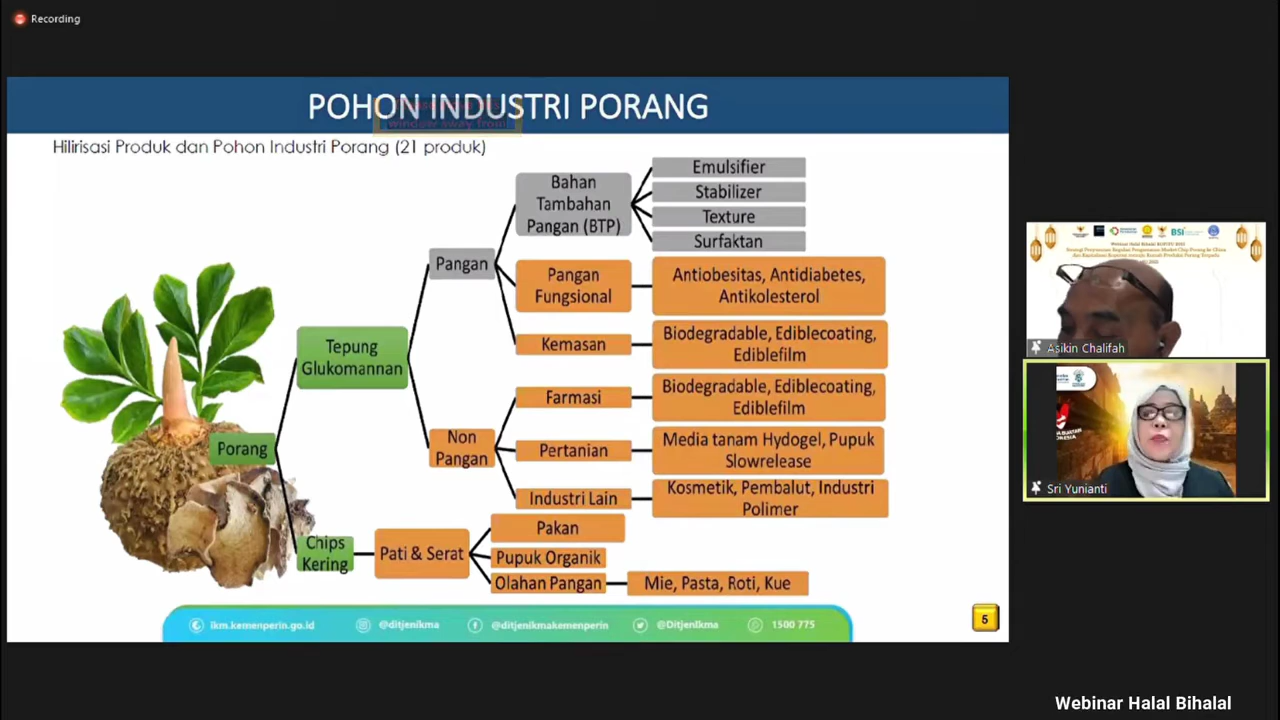 Recording
POHON INDUSTRI PORANG
window away from
Hilirisasi Produk dan Pohon Industri Porang (21 produk)
Bahan
Tambahan
Pangan (BTP)
Emulsifier
Stabilizer
Texture
Surfaktan
Pangan
Pangan
Fungsional
Antiobesitas, Antidiabetes,
Antikolesterol
Kemasan
Biodegradable, Ediblecoating,
Ediblefilm
Tepung
Glukomannan
Farmasi
Biodegradable, Ediblecoating,
Ediblefilm
Non
Pangan
Pertanian
Media tanam Hydogel, Pupuk
Slowrelease
Industri Lain
Kosmetik, Pembalut, Industri
Polimer
Porang
Chips
Kering
Pati & Serat
Pakan
Pupuk Organik
Olahan Pangan
Mie, Pasta, Roti, Kue
ikm.kemenperin.go.id
@ditjenikma
@ditjenikmakemenperin
@DitjenIkma
1500 775
5
BSI
Asikin Chalifah
Sri Yunianti
Webinar Halal Bihalal